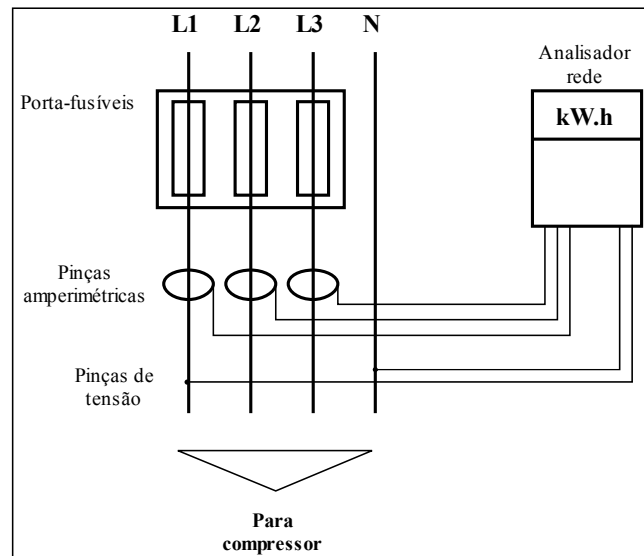 L1 L2 L3 N
Analisador
rede
Porta-fusíveis
kW.h
Pinças
amperimétricas
Pinças de
tensão
Para
compressor